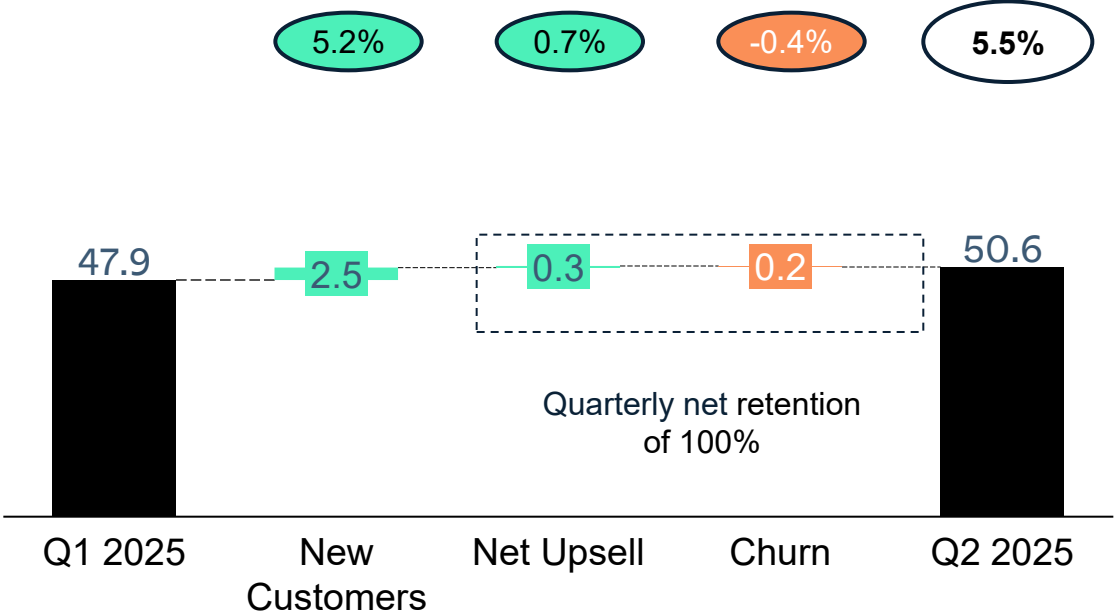 5.2%
0.7%
-0.4%
5.5%
47.9
2.5
0.3
0.2
50.6
Quarterly net retention
of 100%
Q1 2025
New
Customers
Net Upsell
Churn
Q2 2025